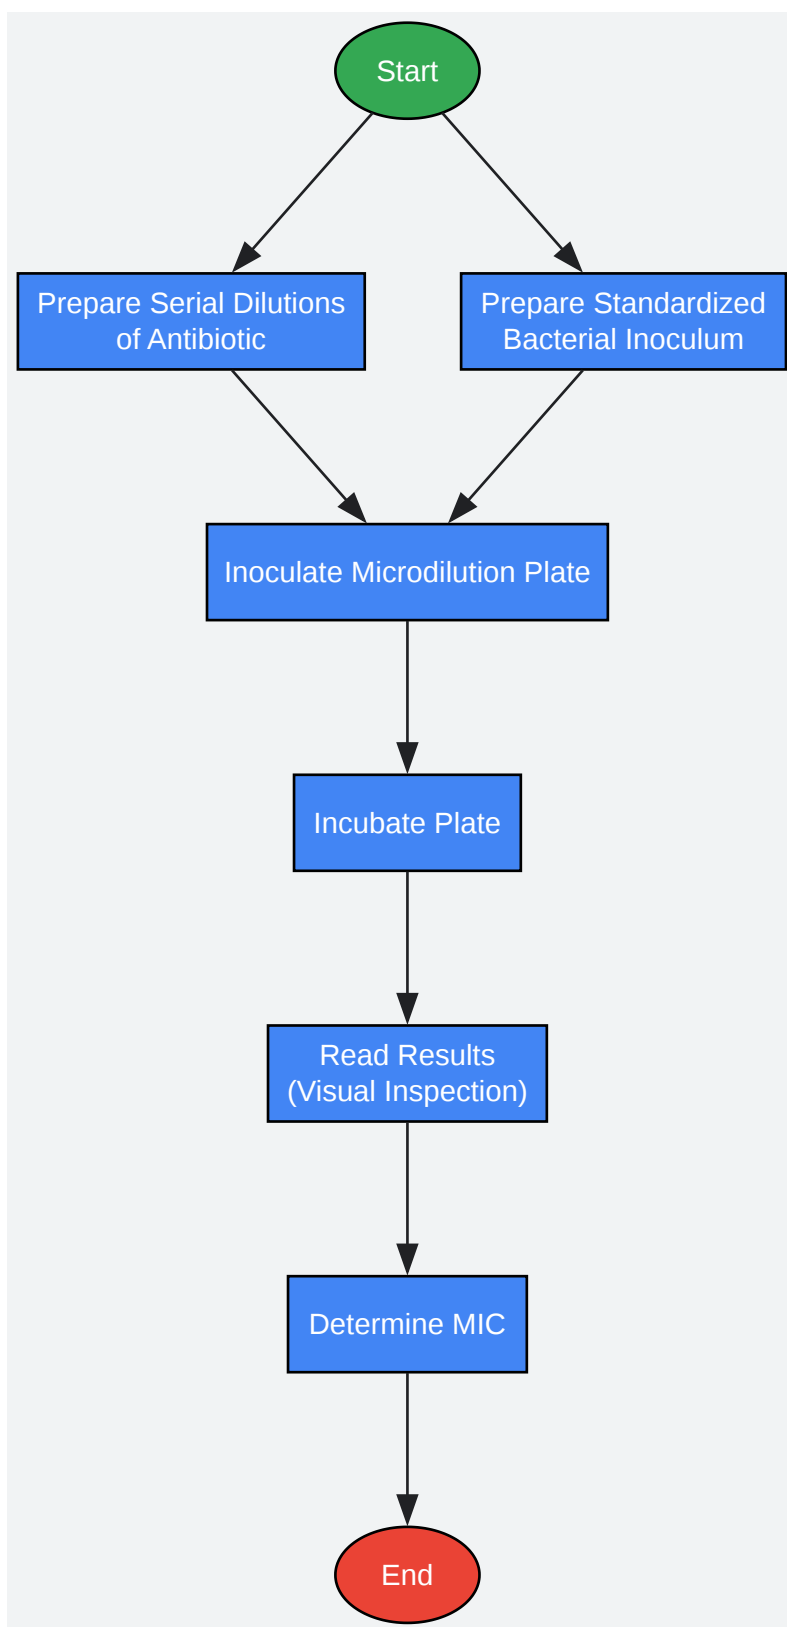 Start
Prepare Serial Dilutions
of Antibiotic
Prepare Standardized
Bacterial Inoculum
Inoculate Microdilution Plate
Incubate Plate
Read Results
(Visual Inspection)
Determine MIC
End